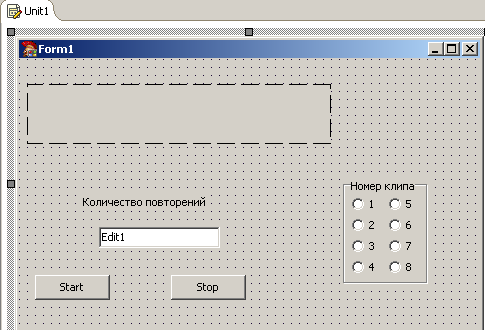 Unit1
Form1
Количество повторений
Edit1
Start
Stop
Номер клипа
1 5
2 6
3 7
4 8